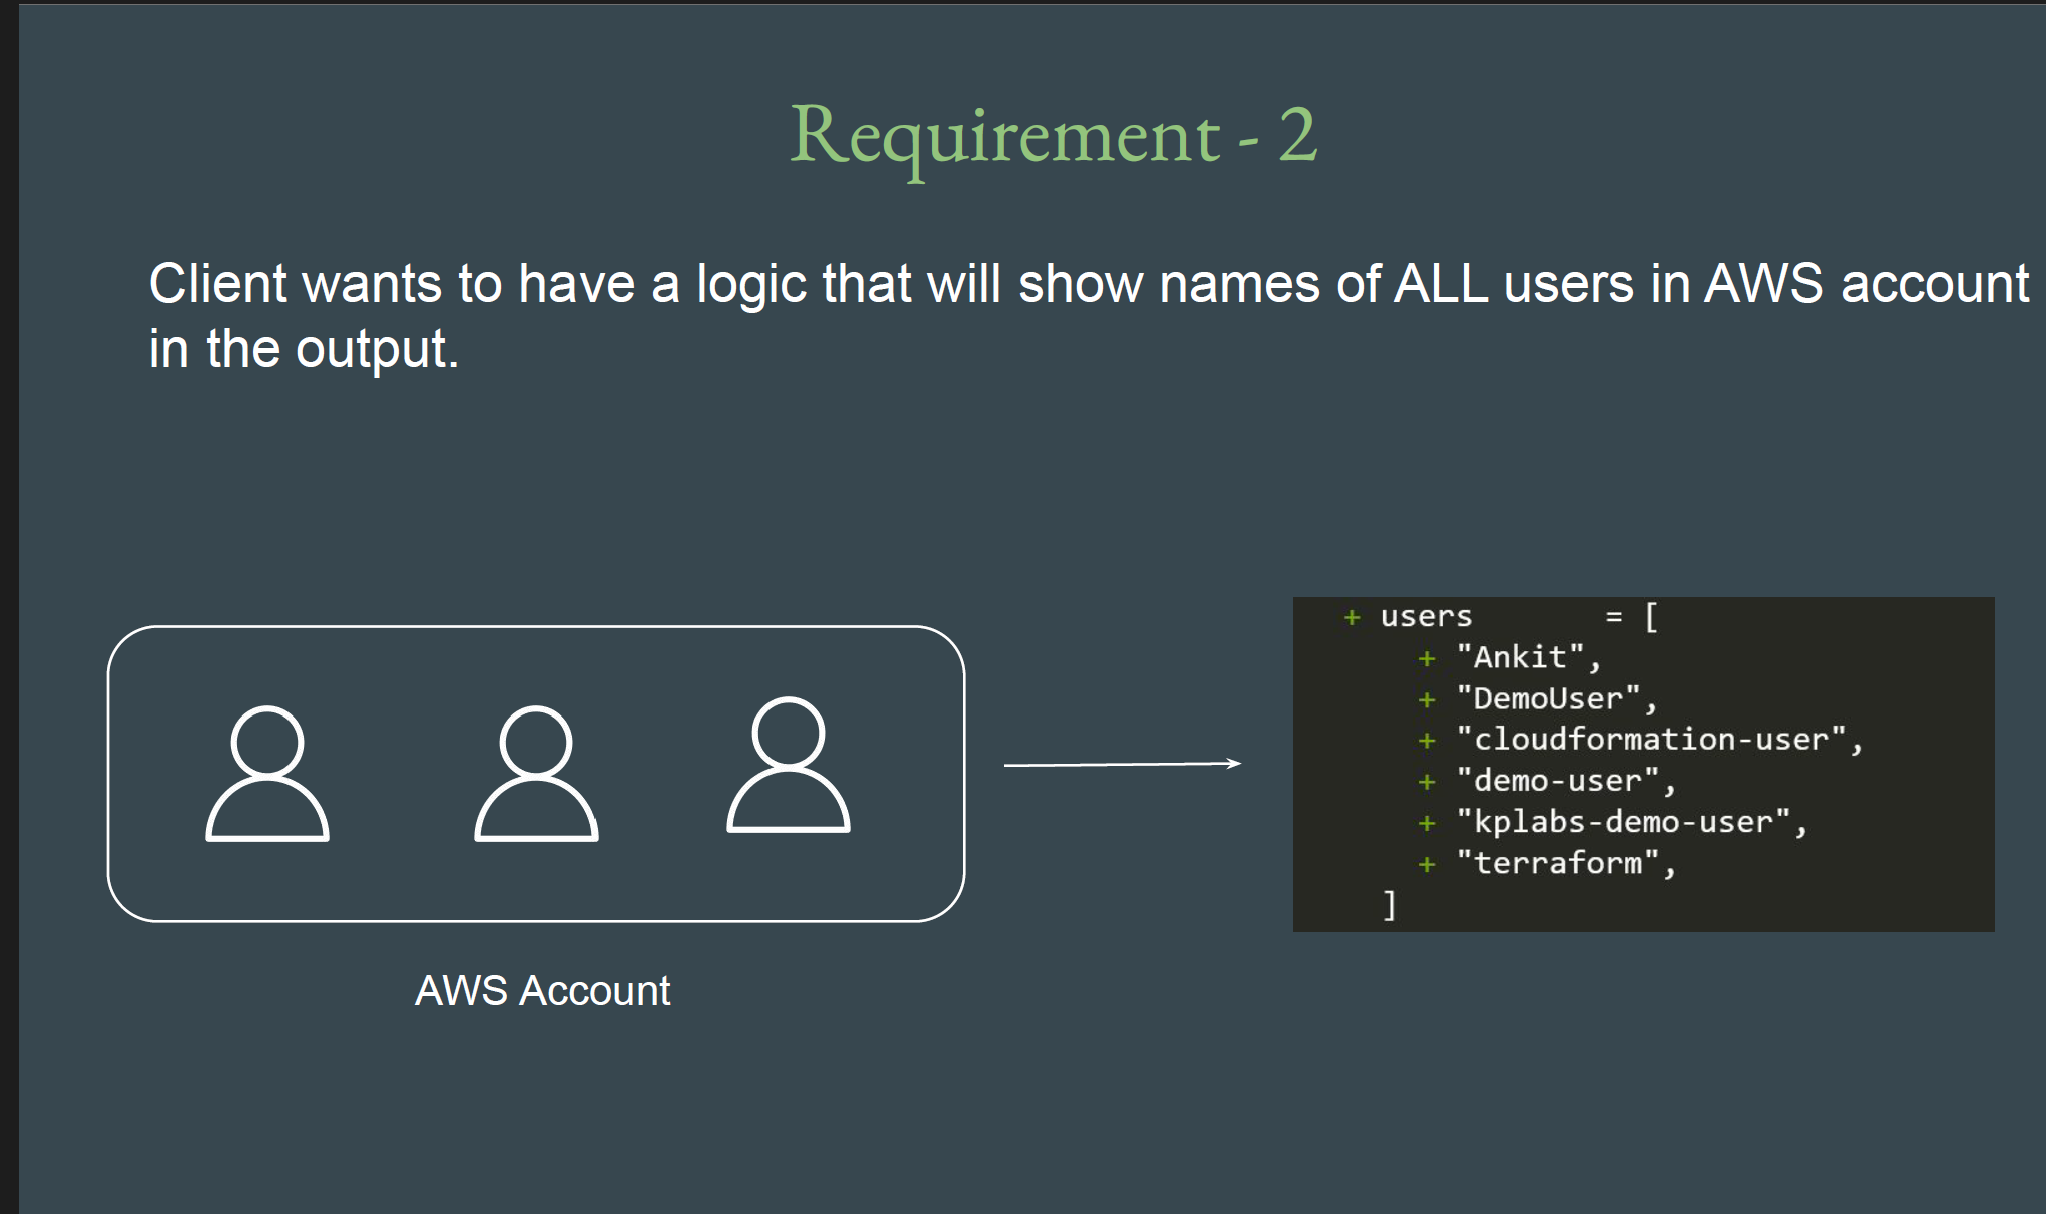 Requirement - 2
Client wants to have a logic that will show names of ALL users in AWS account
in the output.
+ users = [
+ "Ankit",
+ "DemoUser",
+ "cloudformation-user",
+ "demo-user",
+ "kplabs-demo-user",
+ "terraform",
]
AWS Account